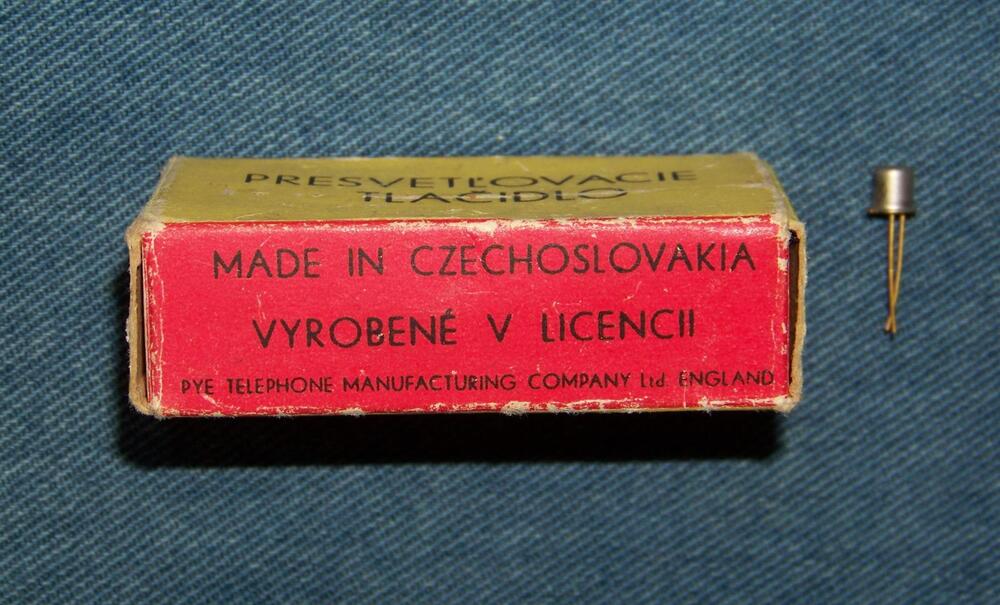 PRESVETĽOVACIE
TLAČIDLO
MADE IN CZECHOSLOVAKIA
VYROBENÉ V LICENCII
PYE TELEPHONE MANUFACTURING COMPANY Ltd. ENGLAND